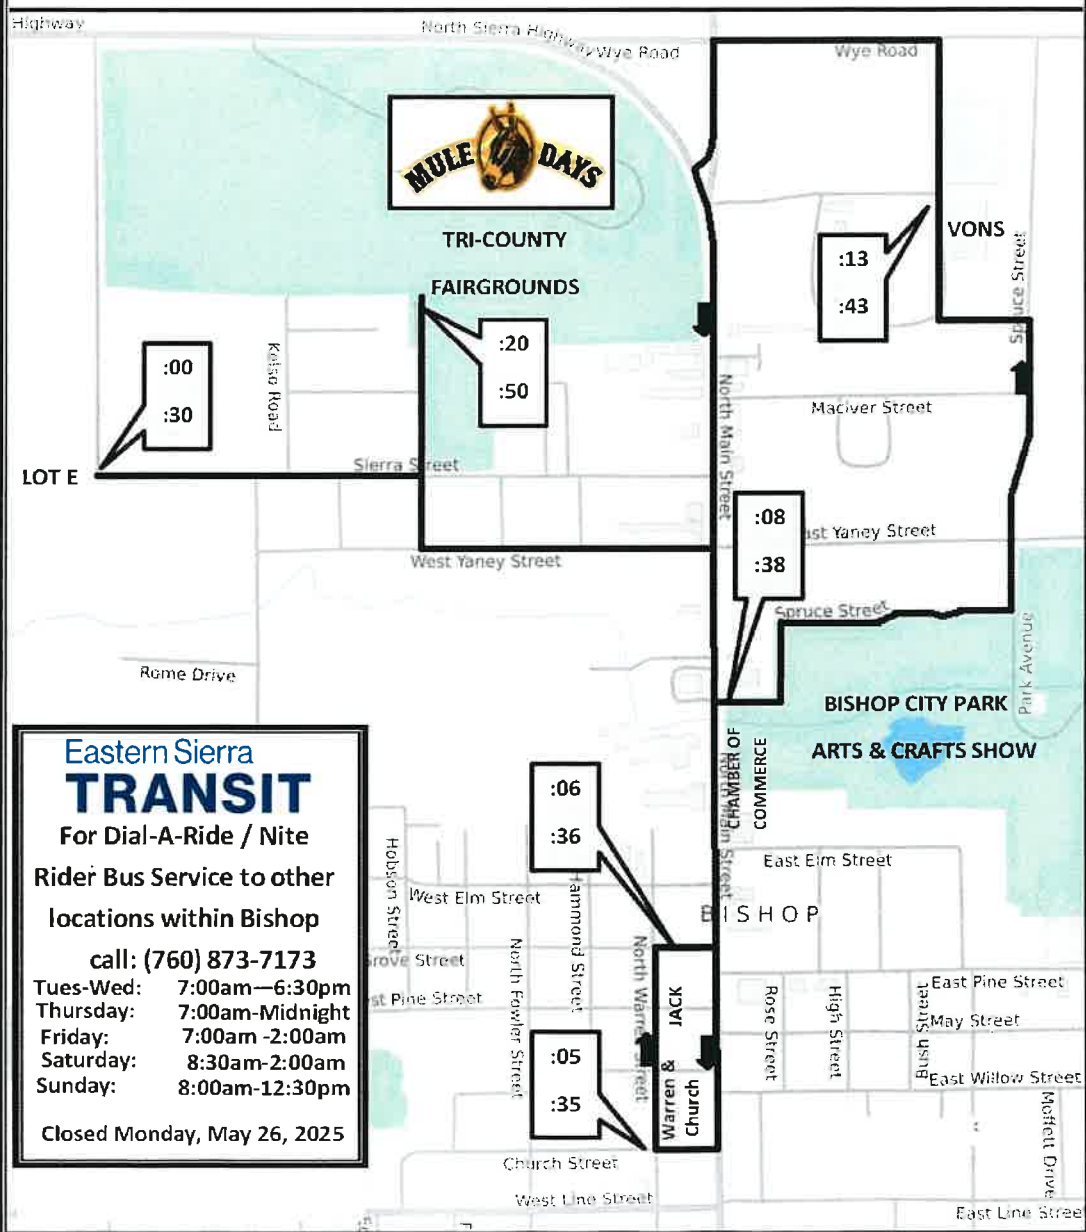 Highway
North Sierra Highway
Wye Road
Wye Road
MULE DAYS
TRI-COUNTY
FAIRGROUNDS
VONS
:13
:43
Spruce Street
:00
:30
Kelso Road
:20
:50
North Main Street
MacIver Street
LOT E
Sierra Street
:08
:38
ast Yaney Street
West Yaney Street
Spruce Street
Park Avenue
Rome Drive
BISHOP CITY PARK
ARTS & CRAFTS SHOW
CHAMBER OF
COMMERCE
North Main Street
Eastern Sierra
TRANSIT
For Dial-A-Ride / Nite
Rider Bus Service to other
locations within Bishop
call: (760) 873-7173
Tues-Wed: 7:00am—6:30pm
Thursday: 7:00am-Midnight
Friday: 7:00am -2:00am
Saturday: 8:30am-2:00am
Sunday: 8:00am-12:30pm
Closed Monday, May 26, 2025
:06
:36
Hobson Street
West Elm Street
Hammond Street
East Elm Street
BISHOP
Grove Street
st Pine Street
North Fowler Street
North Warren Street
JACK
Warren &
Church
:05
:35
Rose Street
High Street
Bush Street
East Pine Street
May Street
East Willow Street
Moffett Drive
Church Street
West Line Street
East Line Stree